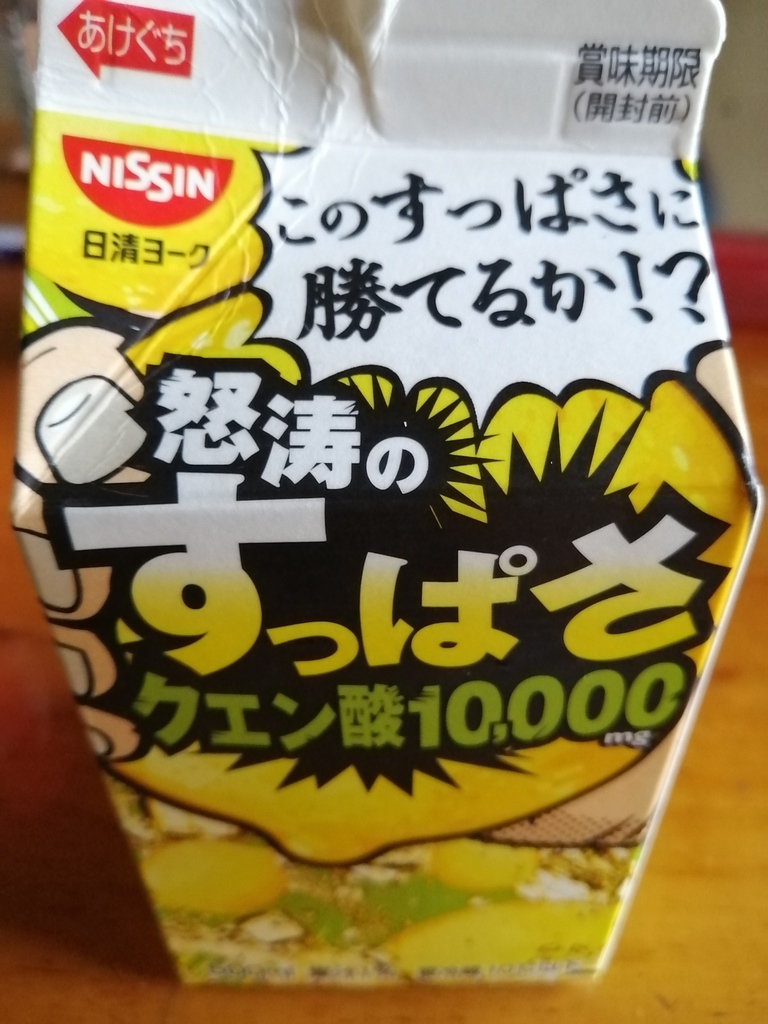 あけぐち
賞味期限
(開封前)
NISSIN
日清ヨーク
このすっぱさに
勝てるか!?
怒涛の
すっぱさ
クエン酸10,000
mg